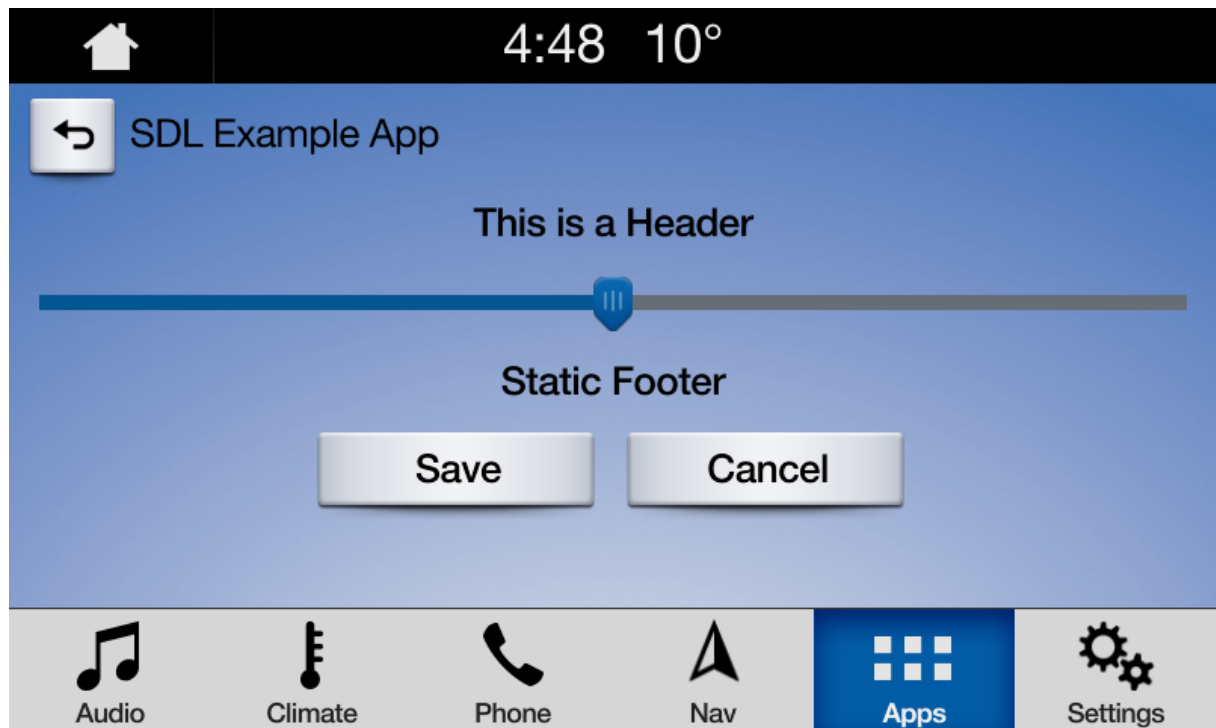 4:48 10°
SDL Example App
This is a Header
Static Footer
Save Cancel
Audio Climate Phone Nav Apps Settings